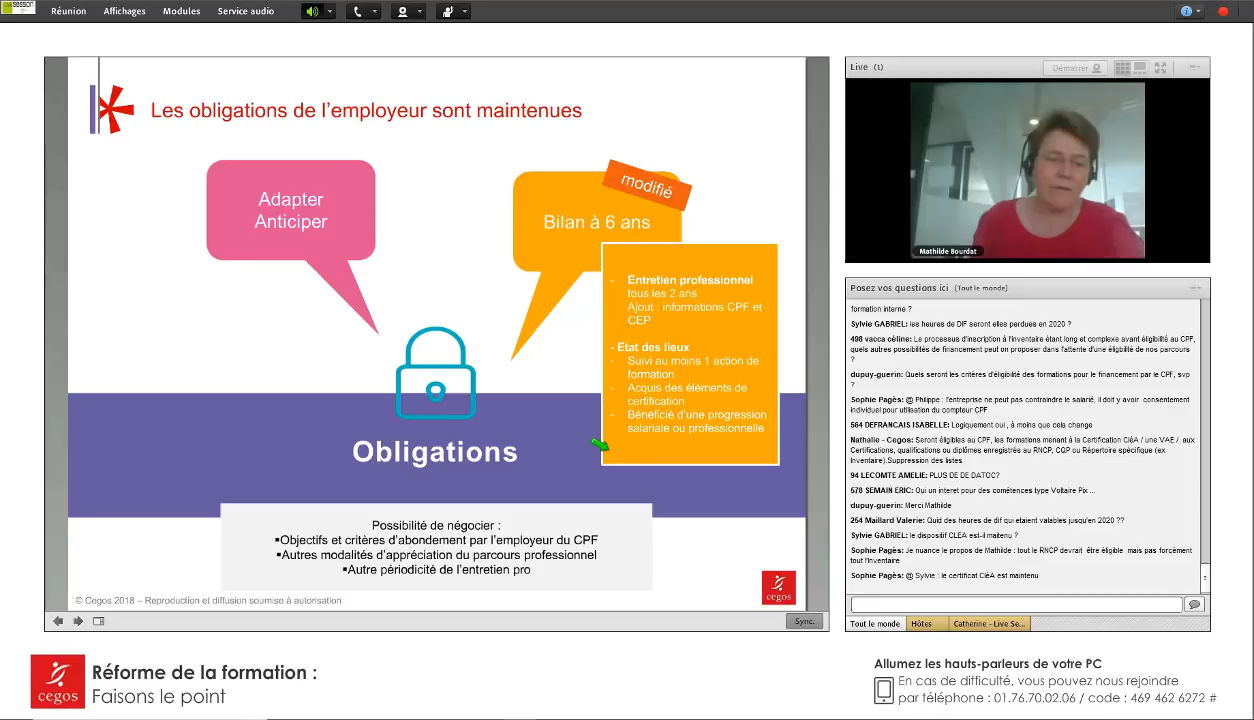 session
Réunion Affichages Modules Service audio
Les obligations de l'employeur sont maintenues
Adapter
Anticiper
modifié
Bilan à 6 ans
- Entretien professionnel
tous les 2 ans
Ajout : informations CPF et
CEP
- Etat des lieux
- Suivi au moins 1 action de
formation
- Acquis des éléments de
certification
- Bénéficié d'une progression
salariale ou professionnelle
Obligations
Possibilité de négocier :
▪Objectifs et critères d'abondement par l'employeur du CPF
▪Autres modalités d'appréciation du parcours professionnel
▪Autre périodicité de l'entretien pro
© Cegos 2018 – Reproduction et diffusion soumise à autorisation
cegos
Sync.
Live (1)
Démarrer
Mathilde Bourdat
Posez vos questions ici [Tout le monde]
formation interne ?
Sylvie GABRIEL: les heures de DIF seront elles perdues en 2020 ?
498 vacca cèline: Le processus d'inscription à l'inventaire étant long et complexe avant éligibilité au CPF,
quels autres possibilités de financement peut on proposer dans l'attente d'une éligibilité de nos parcours
?
dupuy-guerin: Quels seront les critères d'éligibilité des formations pour le financement par le CPF, svp
?
Sophie Pagès: @ Philippe : l'entreprise ne peut pas contraindre le salarié, il doit y avoir consentement
individuel pour utilisation du compteur CPF
564 DEFRANCAIS ISABELLE: Logiquement oui , à moins que cela change
Nathalie - Cegos: Seront éligibles au CPF, les formations menant à la Certification CléA / une VAE / aux
Certifications, qualifications ou diplômes enregistrés au RNCP, CQP ou Répertoire spécifique (ex
Inventaire).Suppression des listes
94 LECOMTE AMELIE: PLUS DE DE DATOC?
578 SEMAIN ERIC: Qui un interet pour des cométences type Voltaire Pix ...
dupuy-guerin: Merci Mathilde
254 Maillard Valerie: Quid des heures de dif qui etaient valables jusqu'en 2020 ??
Sylvie GABRIEL: le dispositif CLEA est-il maitenu ?
Sophie Pagès: Je nuance le propos de Mathilde : tout le RNCP devrait être éligible mais pas forcèment
tout l'Inventaire
Sophie Pagès: @ Sylvie : le certificat CléA est maintenu
Tout le monde Hôtes Catherine - Live Se...
cegos
Réforme de la formation :
Faisons le point
Allumez les hauts-parleurs de votre PC
En cas de difficulté, vous pouvez nous rejoindre
par téléphone : 01.76.70.02.06 / code : 469 462 6272 #